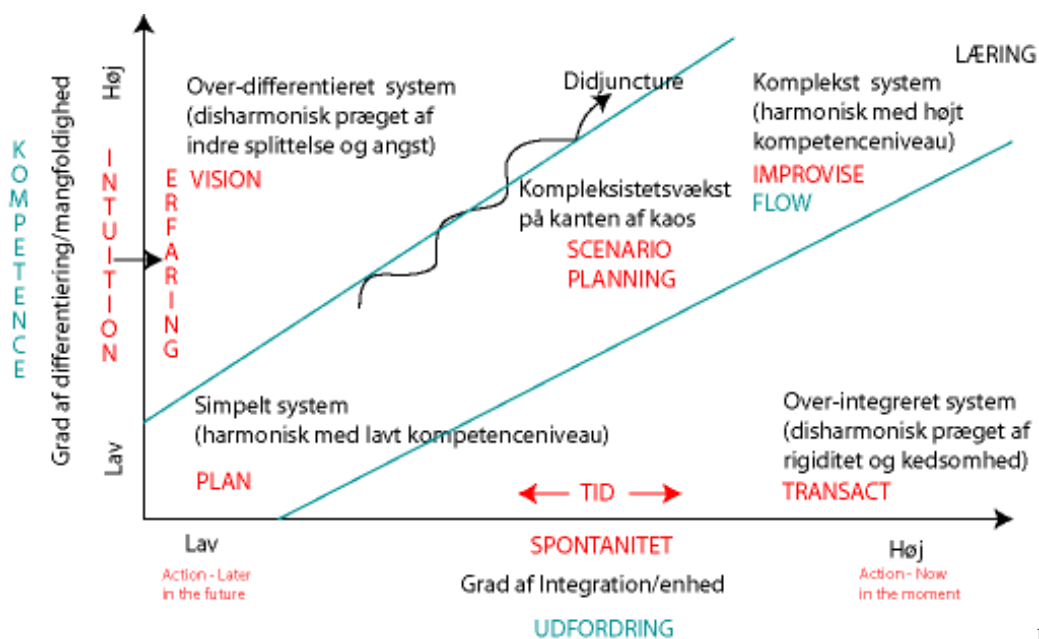 LÆRING
Over-differentieret system
(disharmonisk præget af
indre splittelse og angst)
VISION
Didjuncture
Komplekst system
(harmonisk med højt
kompetenceniveau)
IMPROVISE
FLOW
Kompleksistetsvækst
på kanten af kaos
SCENARIO
PLANNING
KOMPETENCE
Grad af differentiering/mangfoldighed
Høj
Lav
INTUITION
ERFARING
Simpelt system
(harmonisk med lavt kompetenceniveau)
PLAN
Over-integreret system
(disharmonisk præget af
rigiditet og kedsomhed)
TRANSACT
TID
Lav
SPONTANITET
Høj
Action - Later
in the future
Grad af Integration/enhed
Action - Now
in the moment
UDFORDRING